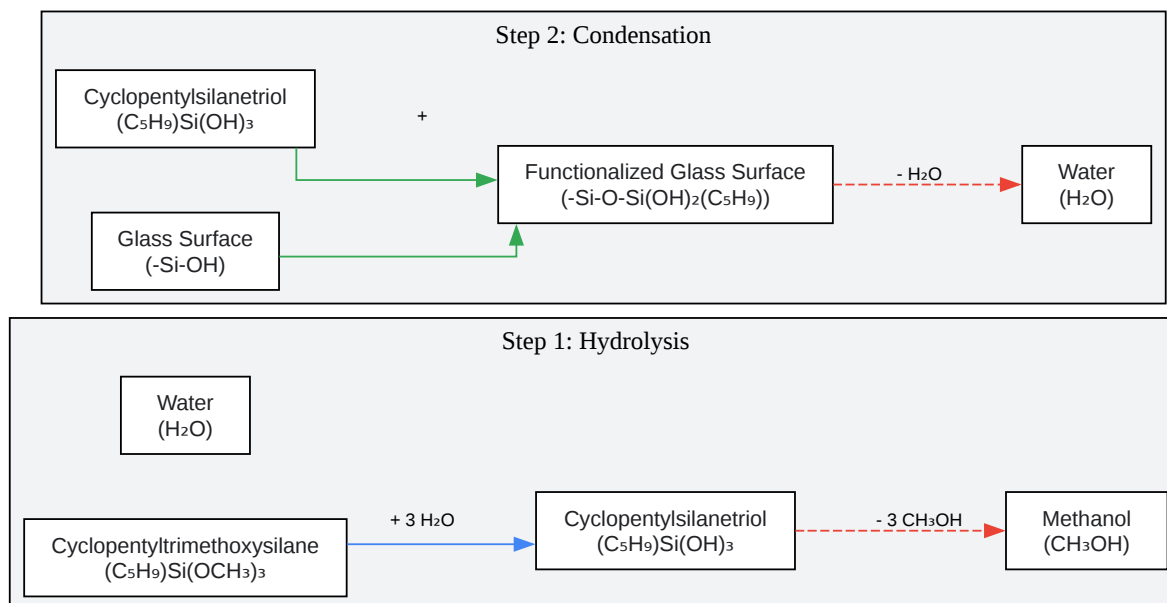 Step 2: Condensation
Cyclopentylsilanetriol
(C₅H₉)Si(OH)₃
+
Functionalized Glass Surface
(-Si-O-Si(OH)₂(C₅H₉))
- H₂O
Water
(H₂O)
Glass Surface
(-Si-OH)
Step 1: Hydrolysis
Water
(H₂O)
Cyclopentyltrimethoxysilane
(C₅H₉)Si(OCH₃)₃
+ 3 H₂O
Cyclopentylsilanetriol
(C₅H₉)Si(OH)₃
- 3 CH₃OH
Methanol
(CH₃OH)